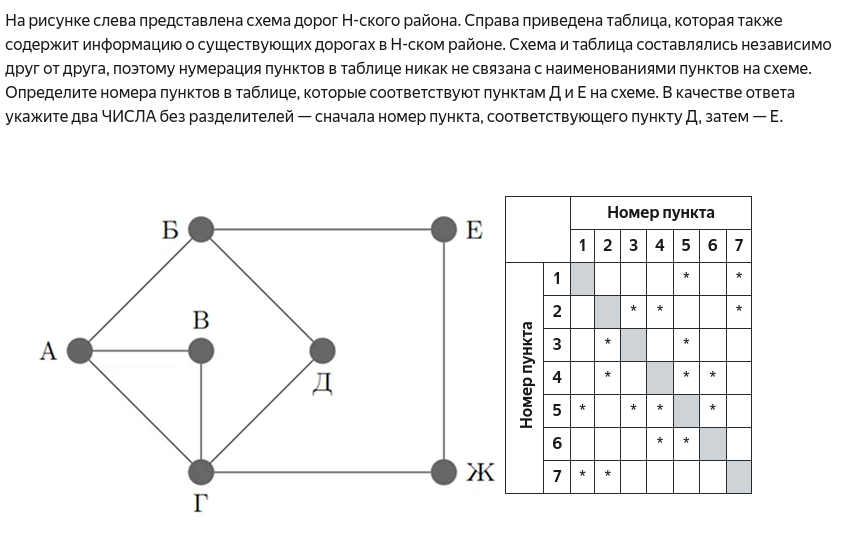 На рисунке слева представлена схема дорог Н-ского района. Справа приведена таблица, которая также
содержит информацию о существующих дорогах в Н-ском районе. Схема и таблица составлялись независимо
друг от друга, поэтому нумерация пунктов в таблице никак не связана с наименованиями пунктов на схеме.
Определите номера пунктов в таблице, которые соответствуют пунктам Д и Е на схеме. В качестве ответа
укажите два ЧИСЛА без разделителей — сначала номер пункта, соответствующего пункту Д, затем — Е.
Б
Е
В
А
Д
Ж
Г
Номер пункта
1 2 3 4 5 6 7
Номер пункта
1 * *
2 * * *
3 * *
4 * * *
5 * * * *
6 * *
7 * *